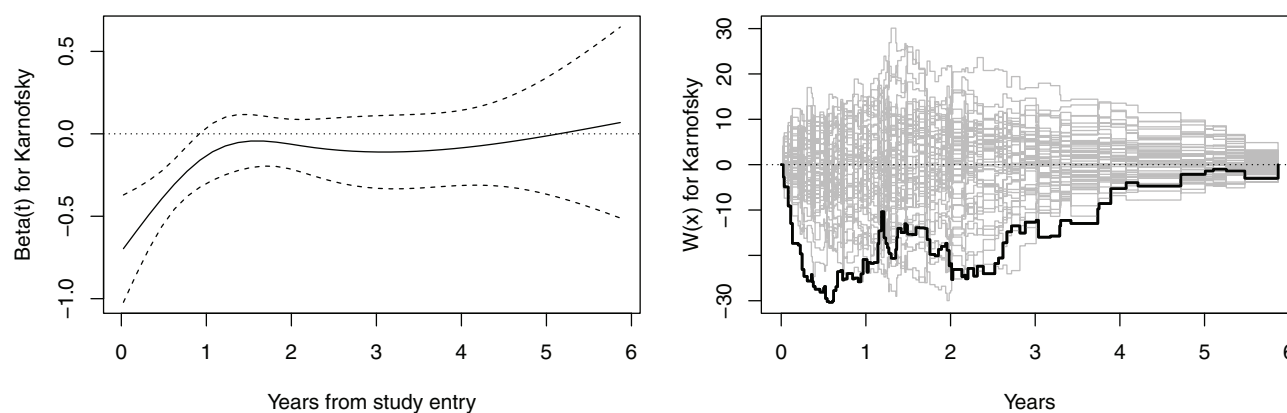 Beta(t) for Karnofsky
0.5
0.0
−0.5
−1.0
0 1 2 3 4 5 6
Years from study entry
W(x) for Karnofsky
30
20
10
0
−10
−30
0 1 2 3 4 5 6
Years